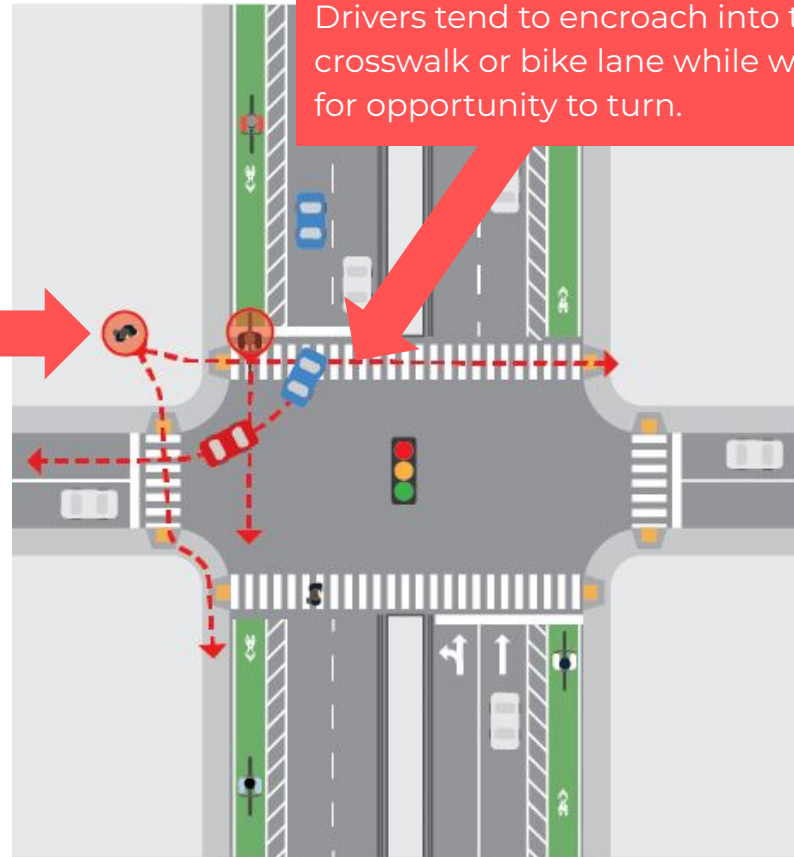 Drivers tend to encroach into
crosswalk or bike lane while
for opportunity to turn.